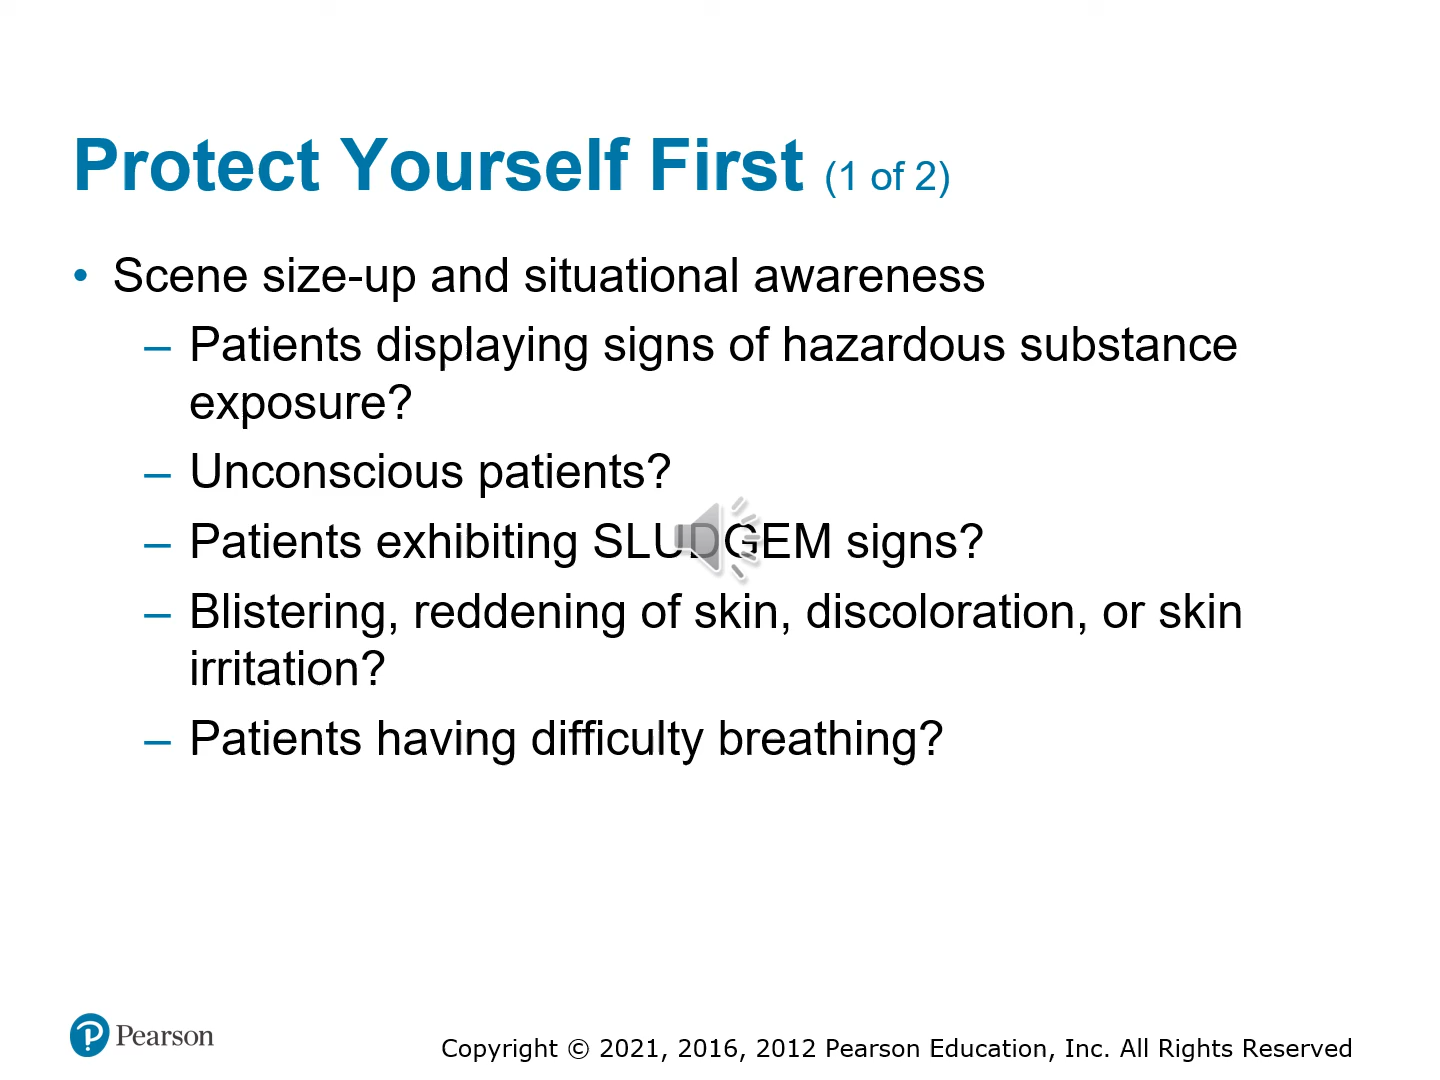 Protect Yourself First (1 of 2)
• Scene size-up and situational awareness
– Patients displaying signs of hazardous substance
exposure?
– Unconscious patients?
– Patients exhibiting SLUDGEM signs?
– Blistering, reddening of skin, discoloration, or skin
irritation?
– Patients having difficulty breathing?
Pearson
Copyright © 2021, 2016, 2012 Pearson Education, Inc. All Rights Reserved